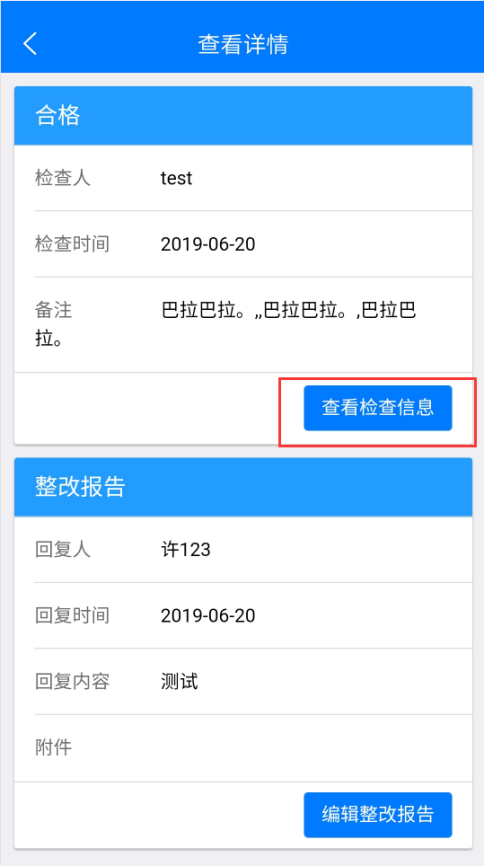 查看详情
合格
检查人 test
检查时间 2019-06-20
备注 巴拉巴拉。,,巴拉巴拉。,巴拉巴
拉。
查看检查信息
整改报告
回复人 许123
回复时间 2019-06-20
回复内容 测试
附件
编辑整改报告